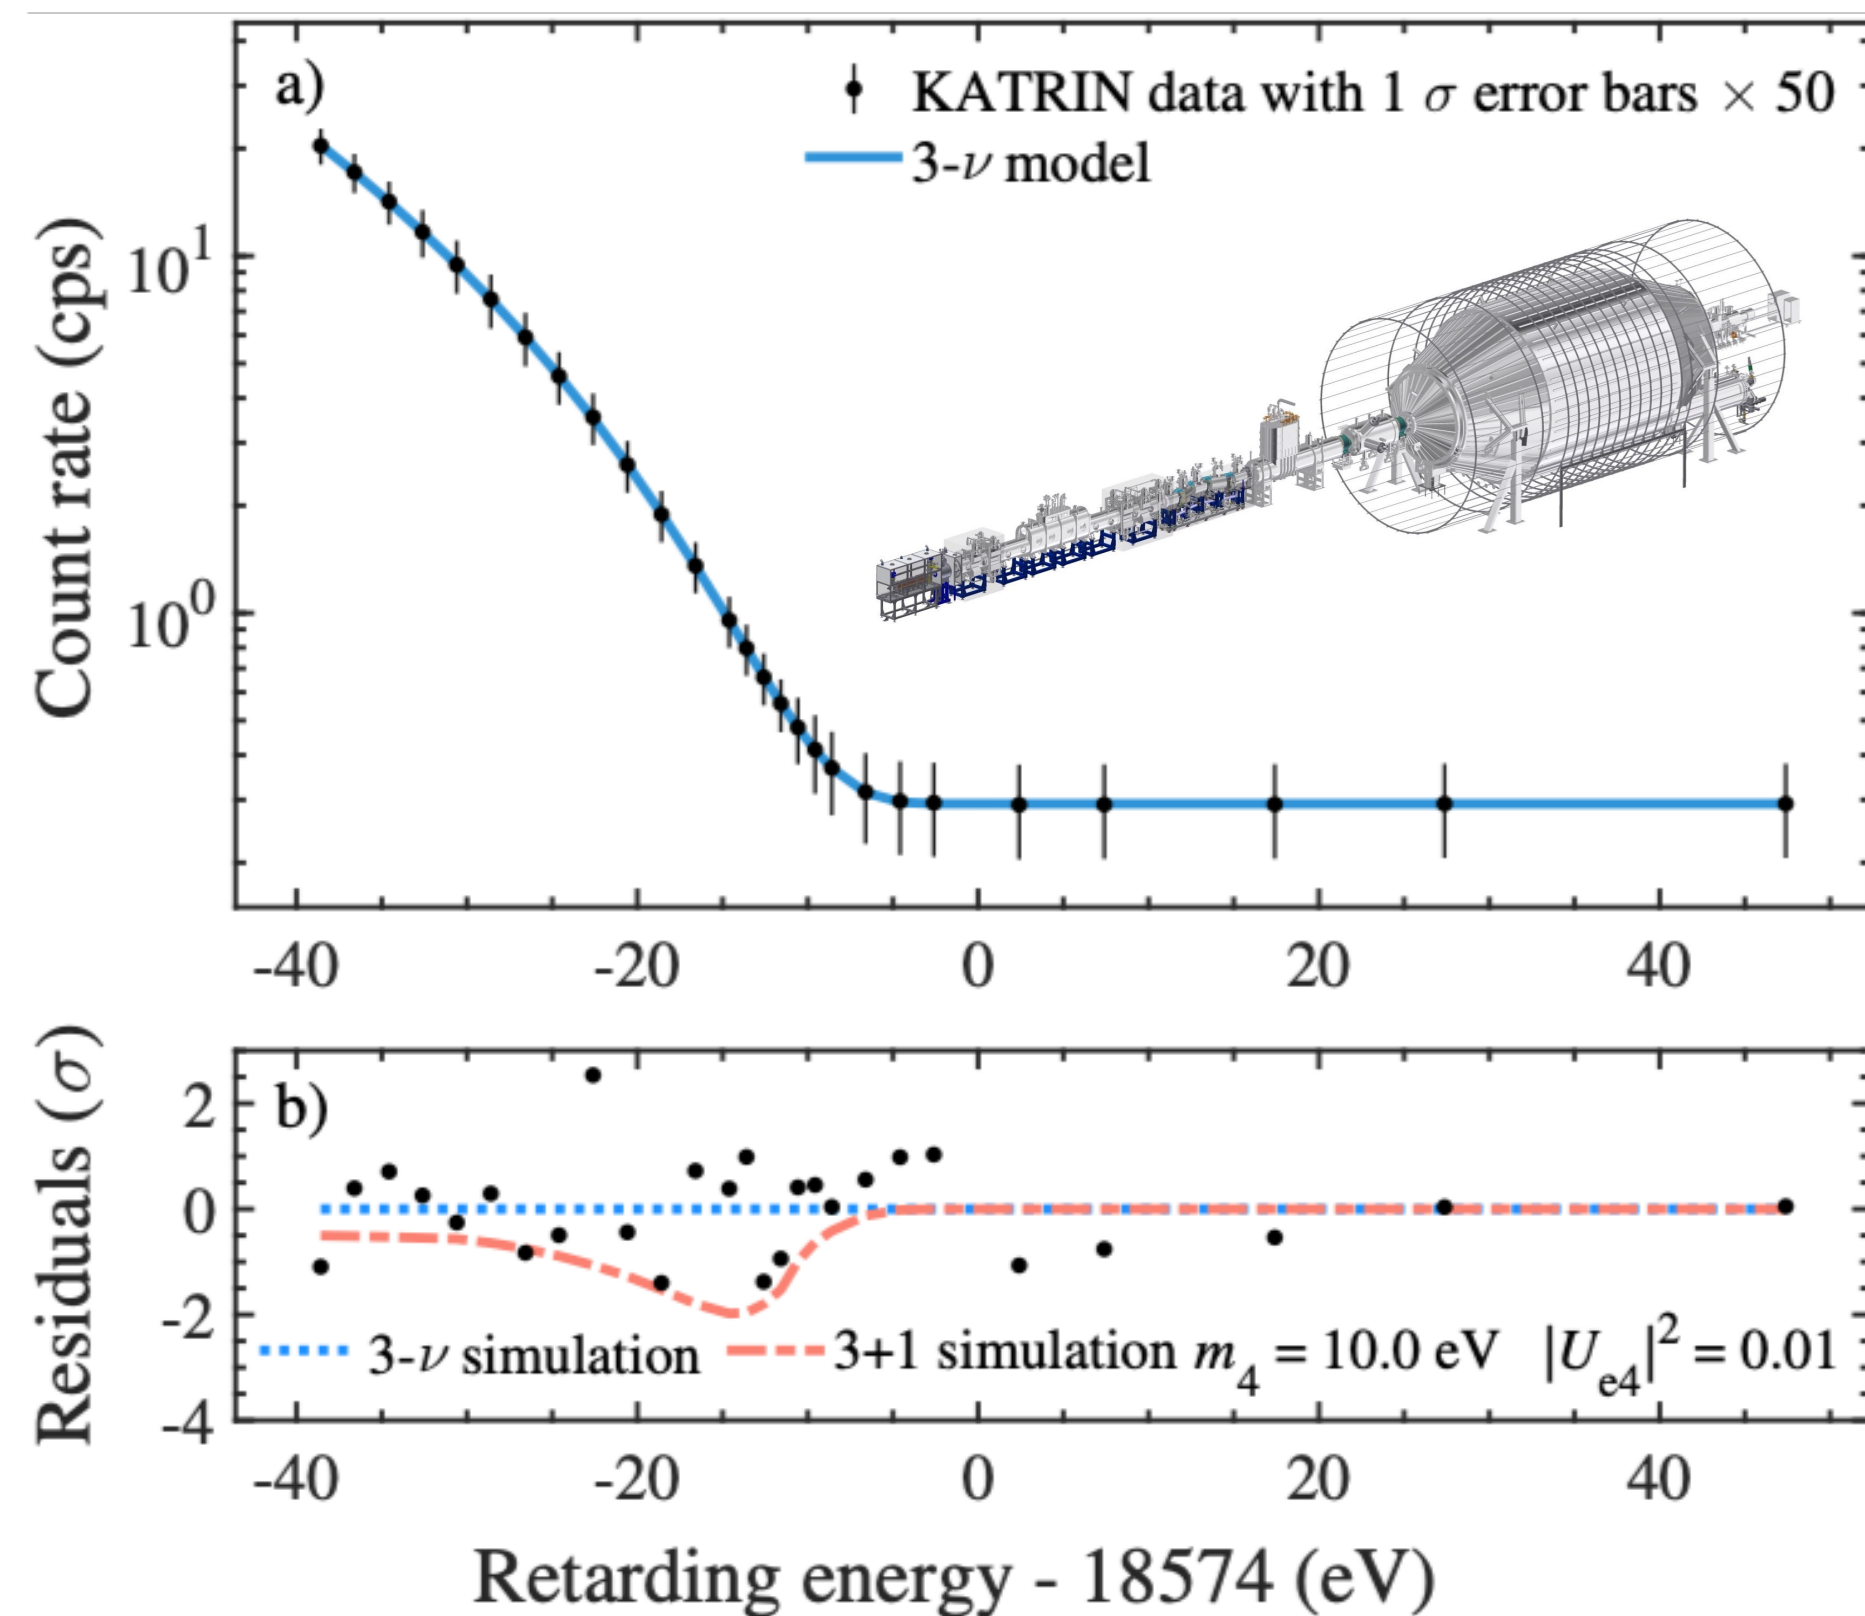 a)
KATRIN data with 1 σ error bars × 50
3-ν model
Count rate (cps)
10¹
10⁰
-40 -20 0 20 40
b)
Residuals (σ)
2
0
-2
-4
3-ν simulation 3+1 simulation m₄ = 10.0 eV |Uₑ₄|² = 0.01
-40 -20 0 20 40
Retarding energy - 18574 (eV)